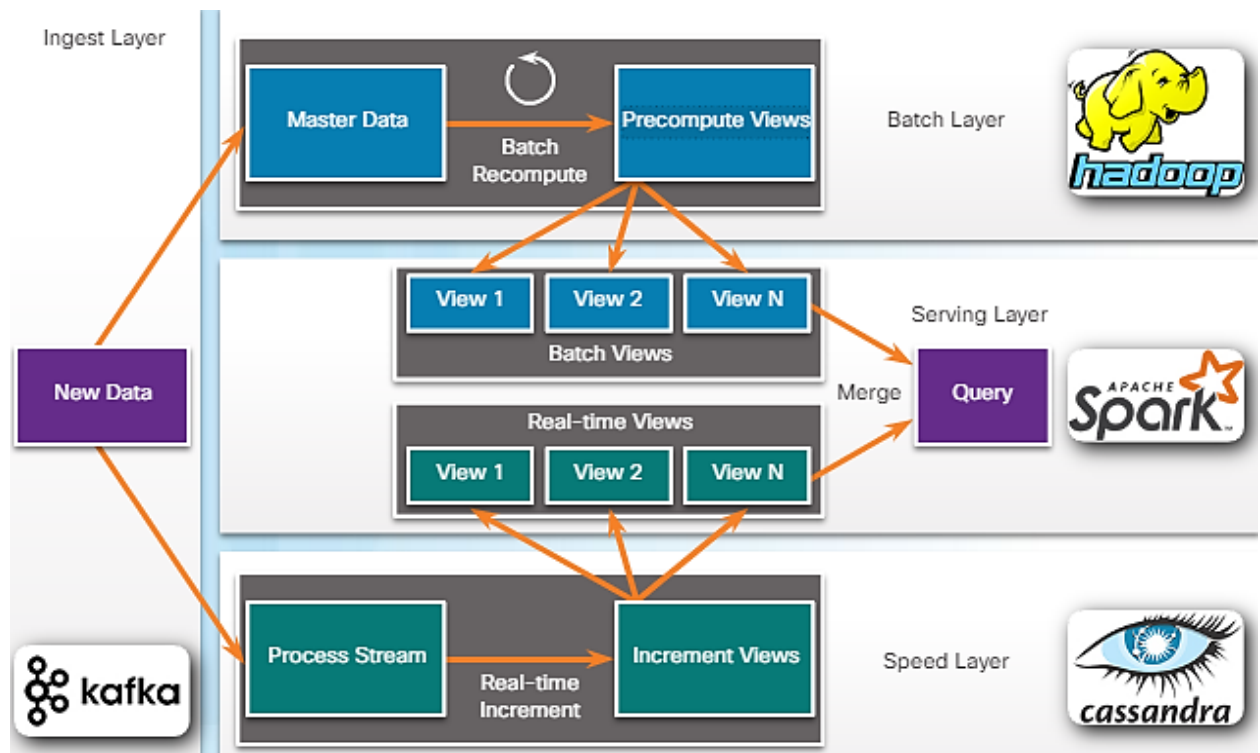 Ingest Layer
Master Data
Batch
Recompute
Precompute Views
Batch Layer
hadoop
View 1
View 2
View N
Batch Views
Serving Layer
New Data
Merge
Query
APACHE
Spark
TM
Real-time Views
View 1
View 2
View N
Process Stream
Real-time
Increment
Increment Views
Speed Layer
kafka
cassandra